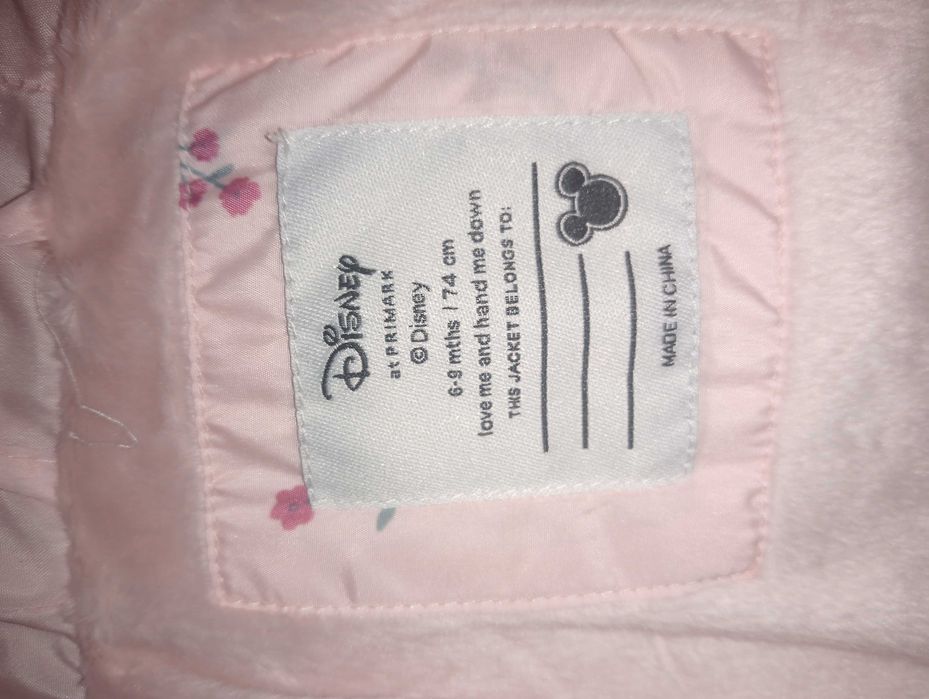 Disney
at PRIMARK
©Disney
6-9 mths | 74 cm
love me and hand me down
THIS JACKET BELONGS TO:
MADE IN CHINA